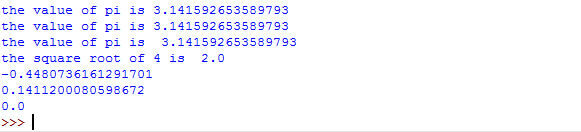 the value of pi is 3.141592653589793
the value of pi is 3.141592653589793
the value of pi is  3.141592653589793
the square root of 4 is  2.0
-0.4480736161291701
0.1411200080598672
0.0
>>>